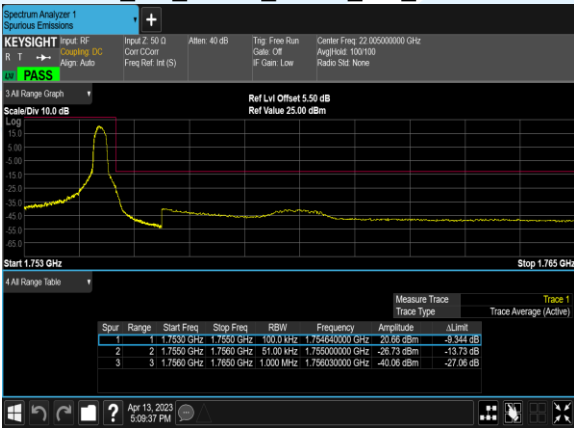 Spectrum Analyzer 1
Spurious Emissions
+
KEYSIGHT Input: RF Input Z: 50 Ω Atten: 40 dB Trig: Free Run Center Freq: 22.005000000 GHz
R T Coupling: DC Corr CCorr Gate: Off Avg|Hold: 100/100
Align: Auto Freq Ref: Int (S) IF Gain: Low Radio Std: None
PASS
3 All Range Graph
Ref Lvl Offset 5.50 dB
Scale/Div 10.0 dB Ref Value 25.00 dBm
Log
15.0
5.00
-5.00
-15.0
-25.0
-35.0
-45.0
-55.0
-65.0
Start 1.753 GHz Stop 1.765 GHz
4 All Range Table
Measure Trace Trace 1
Trace Type Trace Average (Active)
Spur Range Start Freq Stop Freq RBW Frequency Amplitude ΔLimit
1 1 1.7530 GHz 1.7550 GHz 100.0 kHz 1.754640000 GHz 20.66 dBm -9.344 dB
2 2 1.7550 GHz 1.7560 GHz 51.00 kHz 1.755000000 GHz -26.73 dBm -13.73 dB
3 3 1.7560 GHz 1.7650 GHz 1.000 MHz 1.756030000 GHz -40.06 dBm -27.06 dB
? Apr 13, 2023
5:09:37 PM